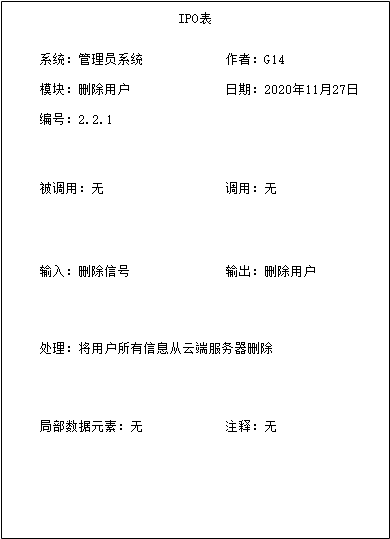 IPO表
系统：管理员系统 作者：G14
模块：删除用户 日期：2020年11月27日
编号：2.2.1
被调用：无 调用：无
输入：删除信号 输出：删除用户
处理：将用户所有信息从云端服务器删除
局部数据元素：无 注释：无